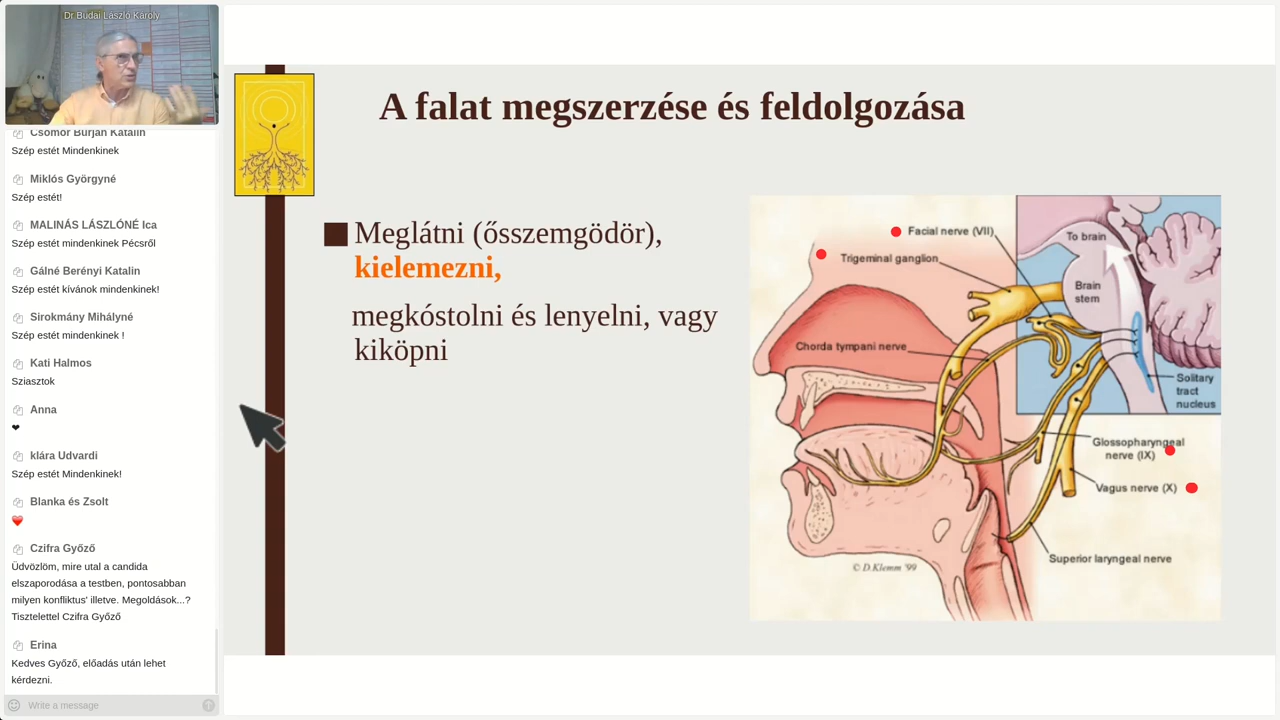 Dr Budai László Károly
Csomor Burján Katalin
Szép estét Mindenkinek
Miklós Györgyné
Szép estét!
MALINÁS LÁSZLÓNÉ Ica
Szép estét mindenkinek Pécsről
Gálné Berényi Katalin
Szép estét kívánok mindenkinek!
Sirokmány Mihályné
Szép estét mindenkinek !
Kati Halmos
Sziasztok
Anna
❤
klára Udvardi
Szép estét Mindenkinek!
Blanka és Zsolt
❤️
Czifra Győző
Üdvözlöm, mire utal a candida
elszaporodása a testben, pontosabban
milyen konfliktus' illetve. Megoldások...?
Tisztelettel Czifra Győző
Erina
Kedves Győző, előadás után lehet
kérdezni.
Write a message
A falat megszerzése és feldolgozása
Meglátni (ősszemgödör),
kielemezni,
megkóstolni és lenyelni, vagy
kiköpni
Facial nerve (VII)
Trigeminal ganglion
Chorda tympani nerve
To brain
Brain
stem
Solitary
tract
nucleus
Glossopharyngeal
nerve (IX)
Vagus nerve (X)
Superior laryngeal nerve
© D.Klemm '99